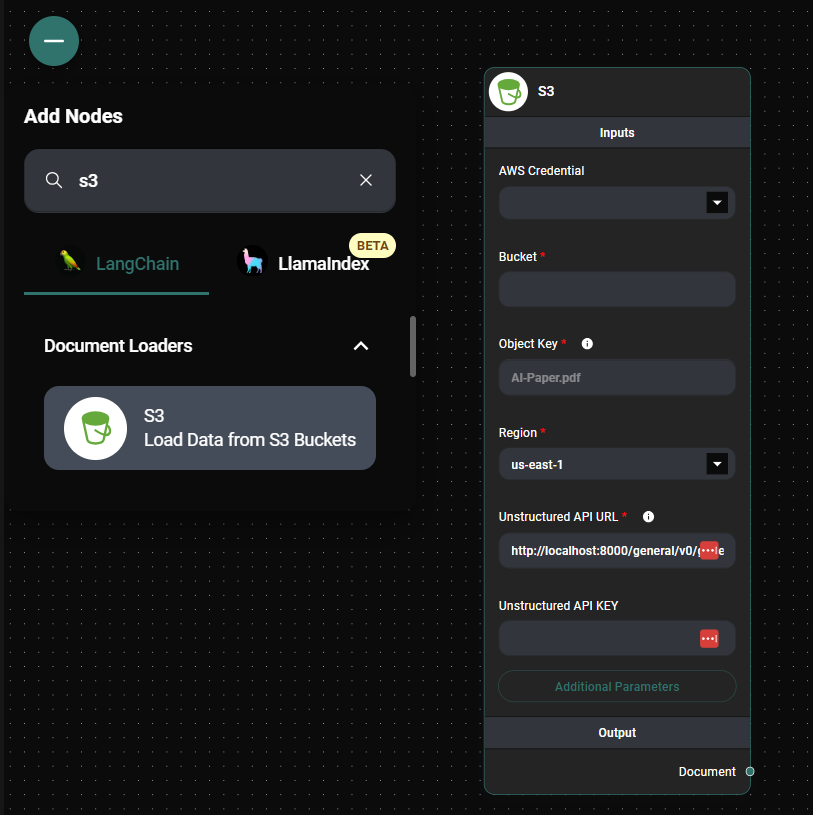 Add Nodes
s3
LangChain
LlamaIndex
BETA
Document Loaders
S3
Load Data from S3 Buckets
S3
Inputs
AWS Credential
Bucket *
Object Key *
AI-Paper.pdf
Region *
us-east-1
Unstructured API URL *
http://localhost:8000/general/v0/
Unstructured API KEY
Additional Parameters
Output
Document